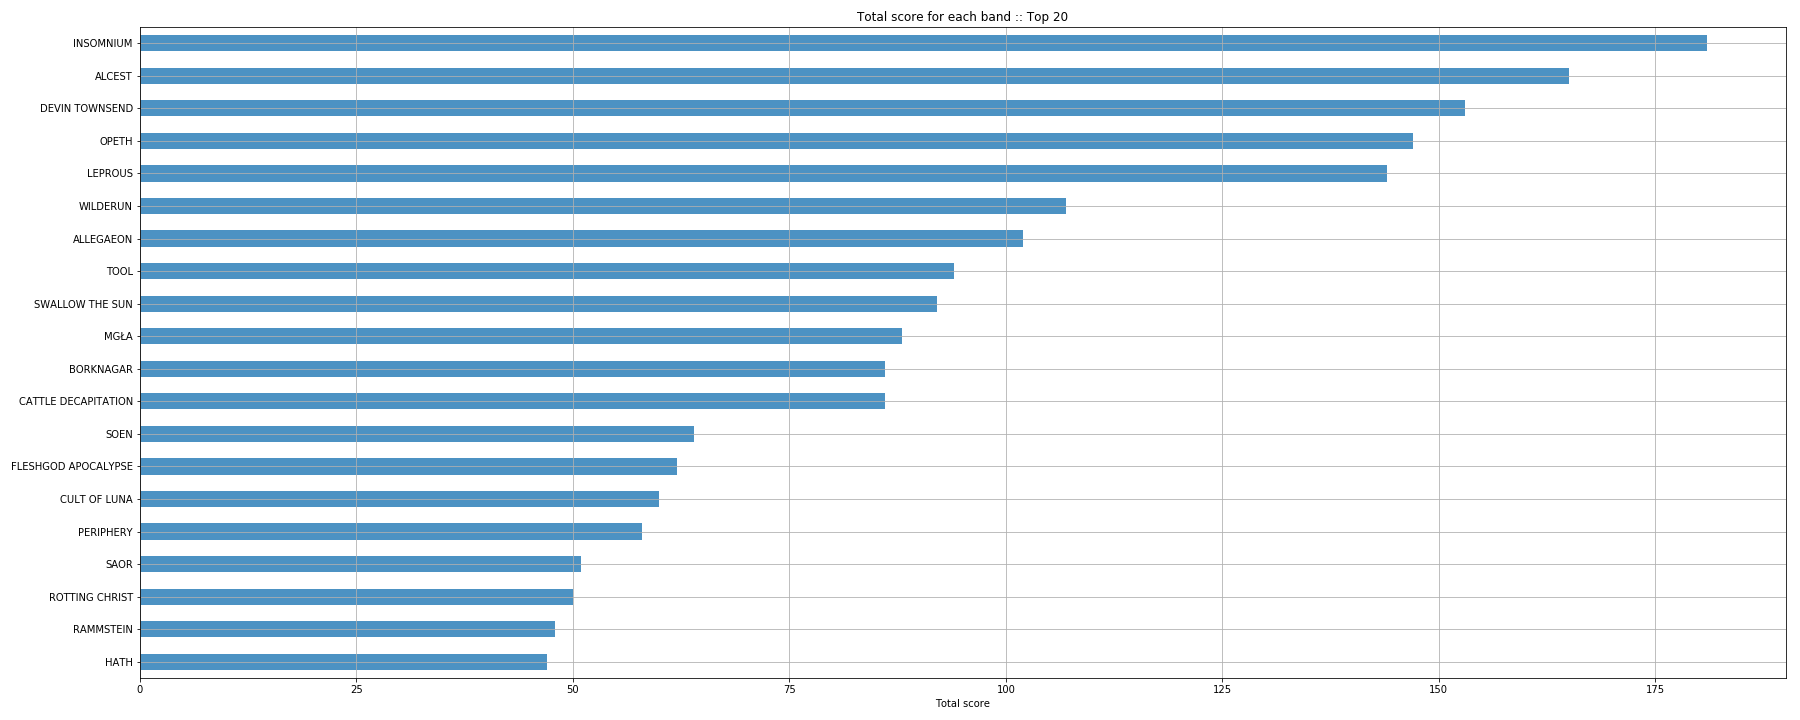 Total score for each band :: Top 20
INSOMNIUM
ALCEST
DEVIN TOWNSEND
OPETH
LEPROUS
WILDERUN
ALLEGAEON
TOOL
SWALLOW THE SUN
MGŁA
BORKNAGAR
CATTLE DECAPITATION
SOEN
FLESHGOD APOCALYPSE
CULT OF LUNA
PERIPHERY
SAOR
ROTTING CHRIST
RAMMSTEIN
HATH
0 25 50 75 100 125 150 175
Total score